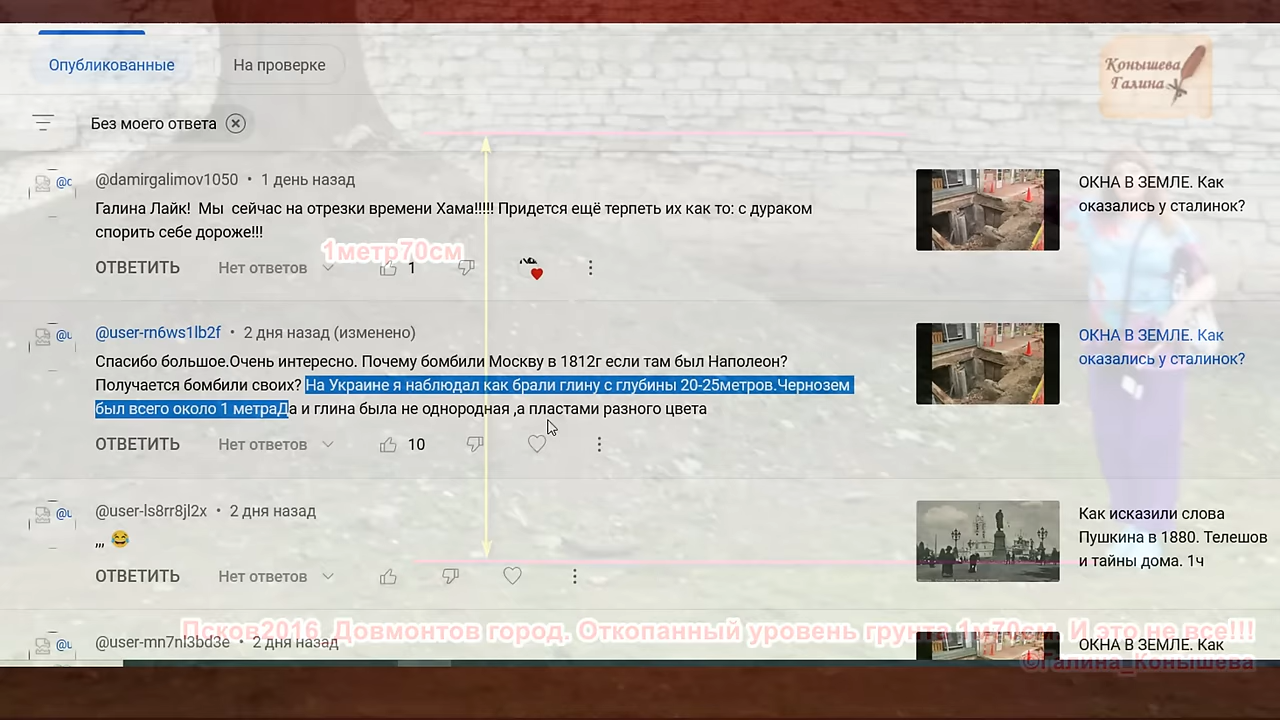 Опубликованные
На проверке
Конышева
Галина
Без моего ответа
@damirgalimov1050 • 1 день назад
Галина Лайк! Мы сейчас на отрезки времени Хама!!!!! Придется ещё терпеть их как то: с дураком
спорить себе дороже!!!
1метр70см
ОТВЕТИТЬ Нет ответов 1
ОКНА В ЗЕМЛЕ. Как
оказались у сталинок?
@user-rn6ws1lb2f • 2 дня назад (изменено)
Спасибо большое.Очень интересно. Почему бомбили Москву в 1812г если там был Наполеон?
Получается бомбили своих? На Украине я наблюдал как брали глину с глубины 20-25метров.Чернозем
был всего около 1 метраДа и глина была не однородная ,а пластами разного цвета
ОТВЕТИТЬ Нет ответов 10
ОКНА В ЗЕМЛЕ. Как
оказались у сталинок?
@user-ls8rr8jl2x • 2 дня назад
,,, 😂
ОТВЕТИТЬ Нет ответов
Как исказили слова
Пушкина в 1880. Телешов
и тайны дома. 1ч
Псков2016. Довмонтов город. Откопанный уровень грунта 1м70см. И это не все!!!
@user-mn7nl3bd3e • 2 дня назад
ОКНА В ЗЕМЛЕ. Как
©Галина_Конышева